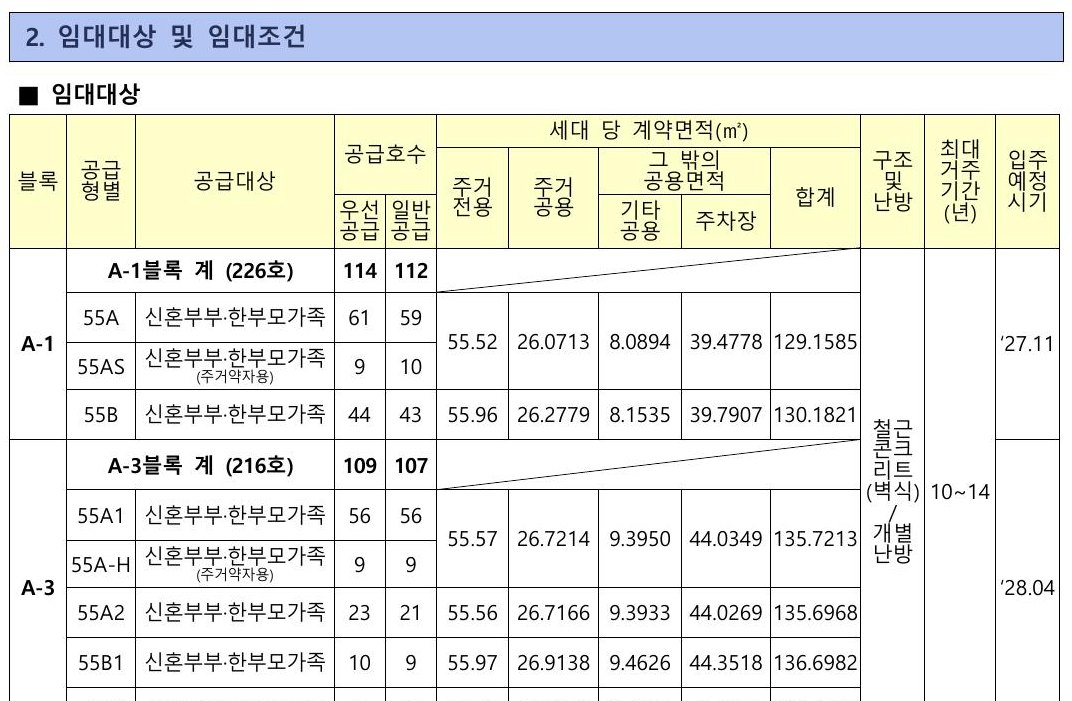 2. 임대대상 및 임대조건
■ 임대대상
블록 공급형별 공급대상 공급호수 세대 당 계약면적(㎡) 구조 및 난방 최대 거주 기간 (년) 입주 예정 시기
우선공급 일반공급 주거전용 주거공용 그 밖의 공용면적 합계
기타공용 주차장
A-1 A-1블록 계 (226호) 114 112 철근 콘크리트 (벽식) / 개별 난방 10~14 '27.11
55A 신혼부부·한부모가족 61 59 55.52 26.0713 8.0894 39.4778 129.1585
55AS 신혼부부·한부모가족 9 10
(주거약자용)
55B 신혼부부·한부모가족 44 43 55.96 26.2779 8.1535 39.7907 130.1821
A-3 A-3블록 계 (216호) 109 107 '28.04
55A1 신혼부부·한부모가족 56 56 55.57 26.7214 9.3950 44.0349 135.7213
55A-H 신혼부부·한부모가족 9 9
(주거약자용)
55A2 신혼부부·한부모가족 23 21 55.56 26.7166 9.3933 44.0269 135.6968
55B1 신혼부부·한부모가족 10 9 55.97 26.9138 9.4626 44.3518 136.6982